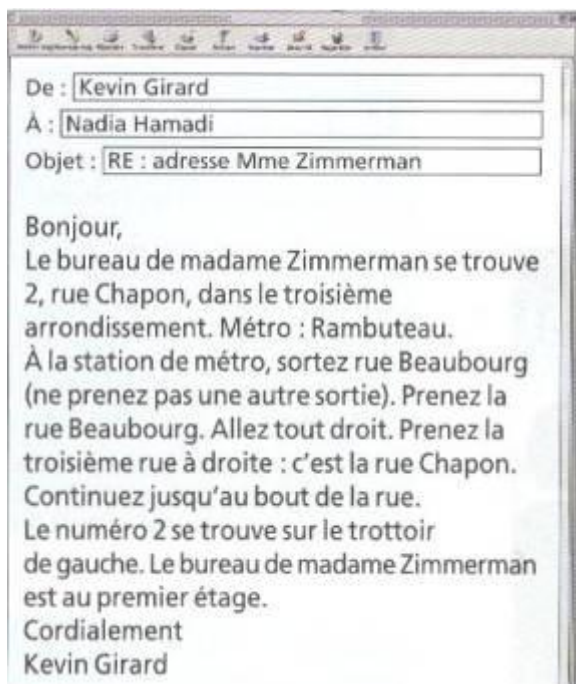 De : Kevin Girard
À : Nadia Hamadi
Objet : RE : adresse Mme Zimmerman
Bonjour,
Le bureau de madame Zimmerman se trouve
2, rue Chapon, dans le troisième
arrondissement. Métro : Rambuteau.
À la station de métro, sortez rue Beaubourg
(ne prenez pas une autre sortie). Prenez la
rue Beaubourg. Allez tout droit. Prenez la
troisième rue à droite : c'est la rue Chapon.
Continuez jusqu'au bout de la rue.
Le numéro 2 se trouve sur le trottoir
de gauche. Le bureau de madame Zimmerman
est au premier étage.
Cordialement
Kevin Girard